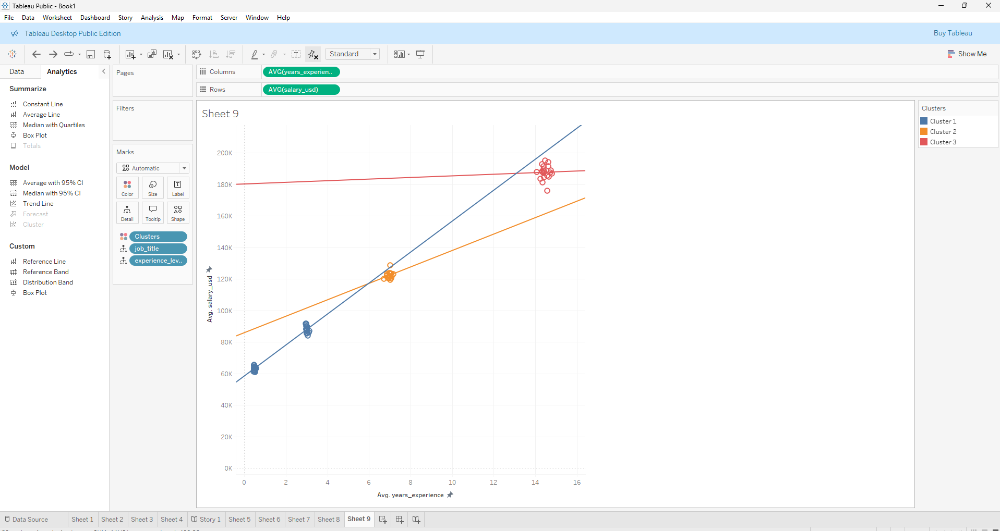 Tableau Public - Book1
File Data Worksheet Dashboard Story Analysis Map Format Server Window Help
Tableau Desktop Public Edition
Buy Tableau
Standard
Show Me
Data Analytics
Summarize
Constant Line
Average Line
Median with Quartiles
Box Plot
Totals
Model
Average with 95% CI
Median with 95% CI
Trend Line
Forecast
Cluster
Custom
Reference Line
Reference Band
Distribution Band
Box Plot
Pages
Filters
Marks
Automatic
Color Size Label
Detail Tooltip Shape
Clusters
job_title
experience_lev..
Columns AVG(years_experien..
Rows AVG(salary_usd)
Sheet 9
200K
180K
160K
140K
120K
100K
80K
60K
40K
20K
0K
Avg. salary_usd
0 2 4 6 8 10 12 14 16
Avg. years_experience
Clusters
Cluster 1
Cluster 2
Cluster 3
Data Source Sheet 1 Sheet 2 Sheet 3 Sheet 4 Story 1 Sheet 5 Sheet 6 Sheet 7 Sheet 8 Sheet 9